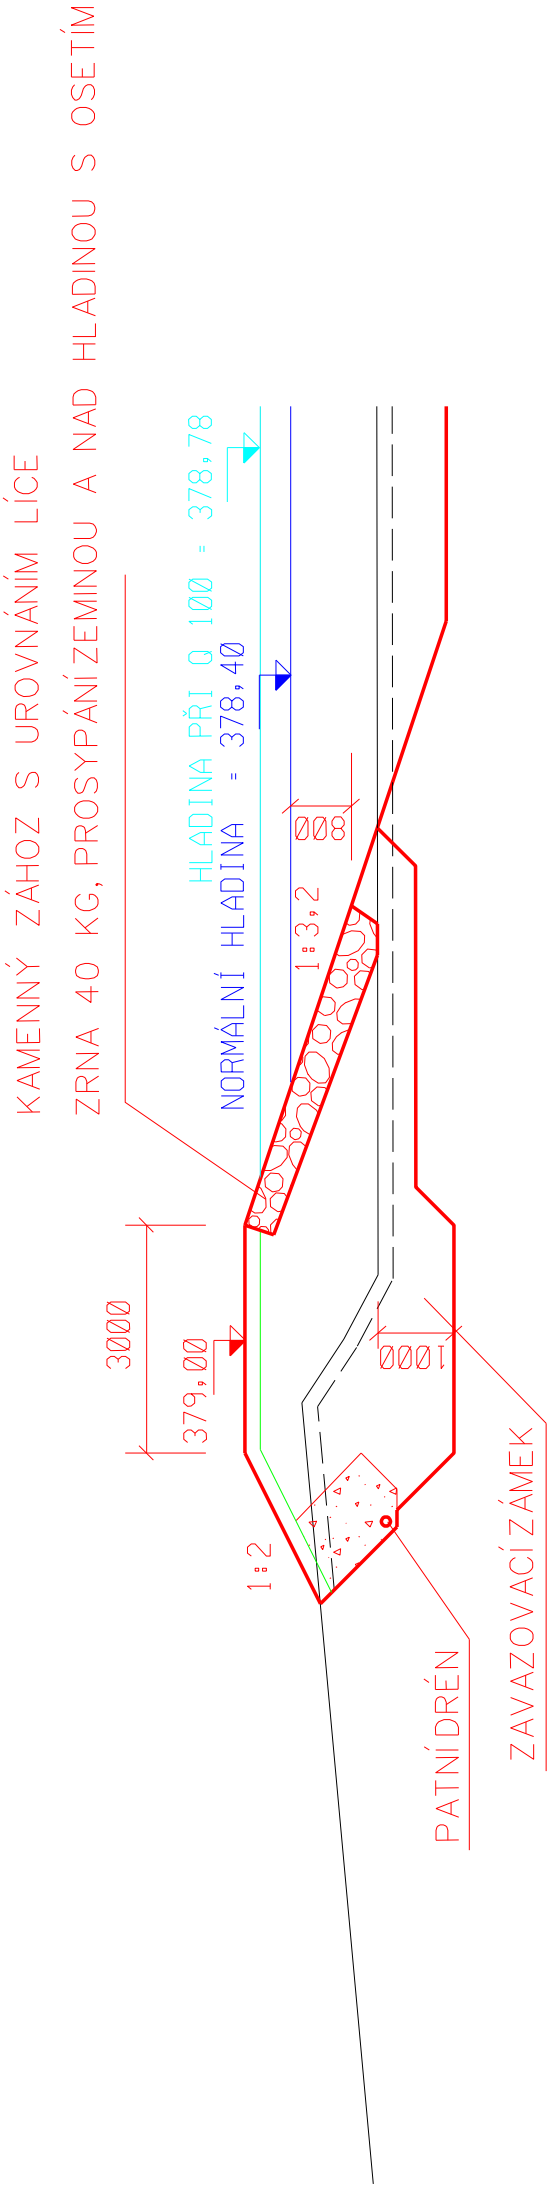 KAMENNÝ ZÁHOZ S UROVNÁNÍM LÍCE
ZRNA 40 KG, PROSYPÁNÍ ZEMINOU A NAD HLADINOU S OSETÍM
HLADINA PŘI Q 100 = 378,78
NORMÁLNÍ HLADINA = 378,40
3000
379,00
800
1:3,2
1:2
1000
PATNÍ DRÉN
ZAVAZOVACÍ ZÁMEK